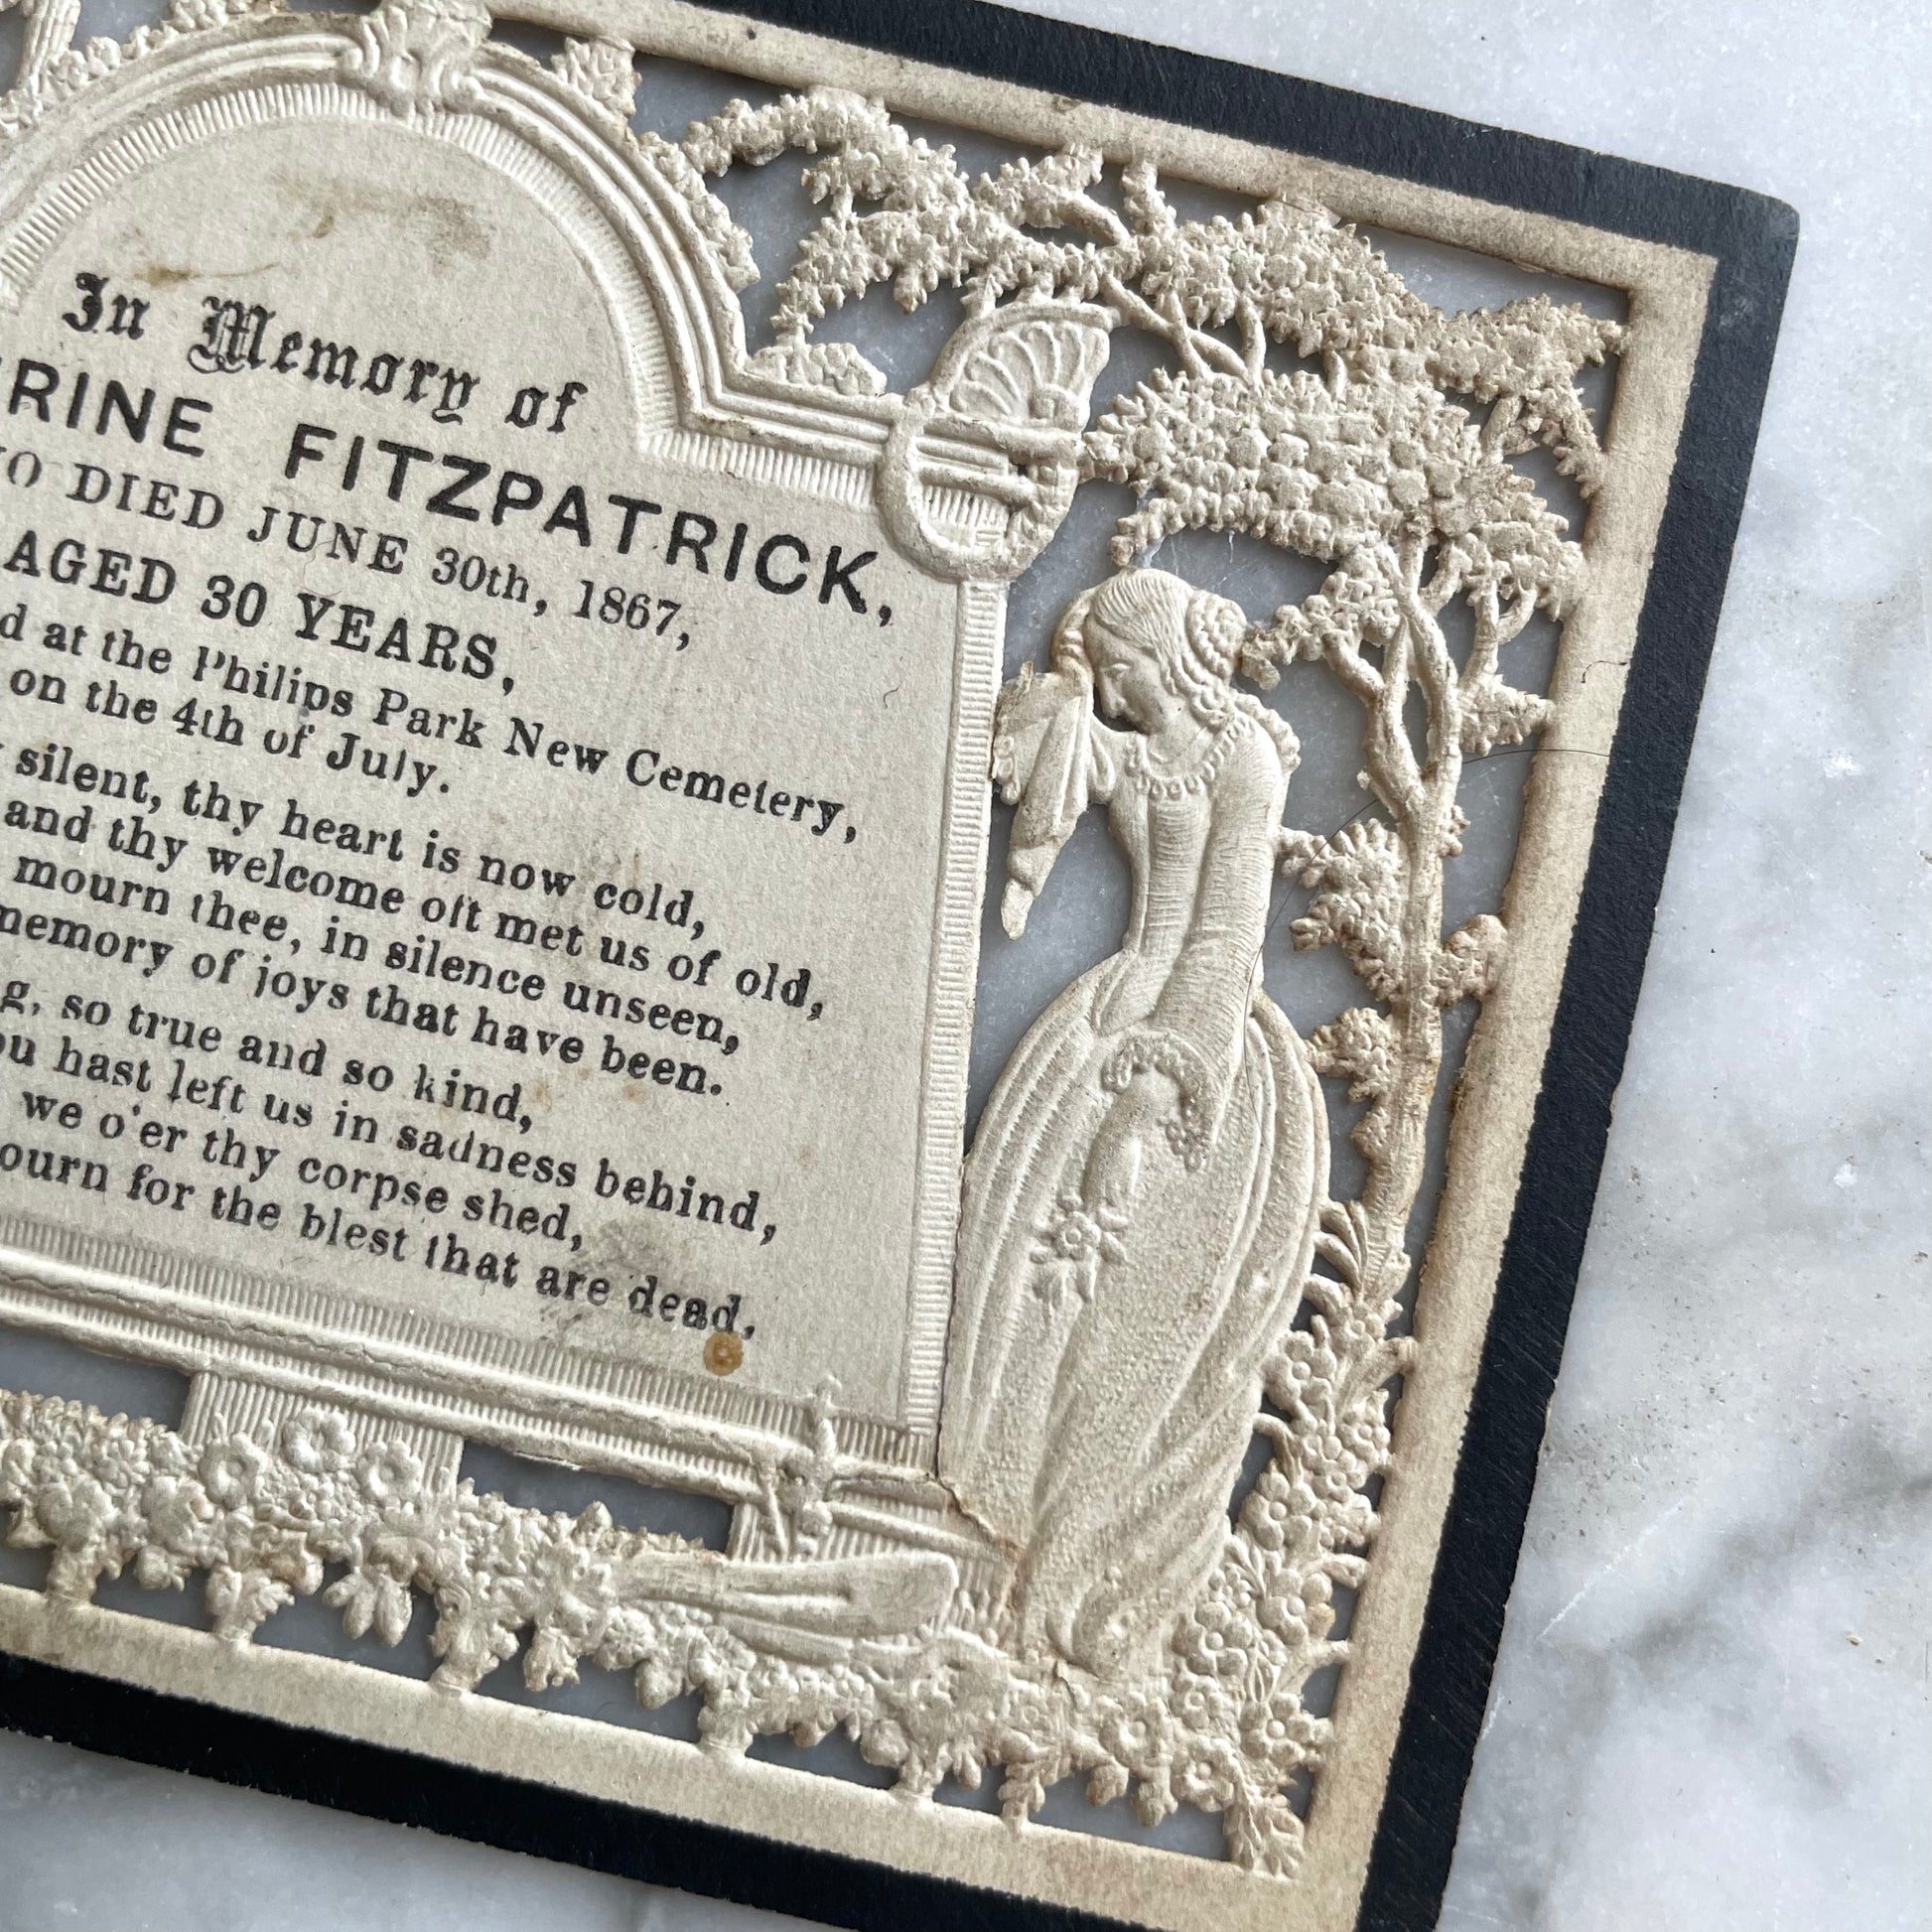 In Memory of
RINE FITZPATRICK,
O DIED JUNE 30th, 1867,
AGED 30 YEARS,
d at the Philips Park New Cemetery,
on the 4th of July.
silent, thy heart is now cold,
and thy welcome oft met us of old,
mourn thee, in silence unseen,
memory of joys that have been.
g, so true and so kind,
ou hast left us in sadness behind,
we o'er thy corpse shed,
ourn for the blest that are dead.